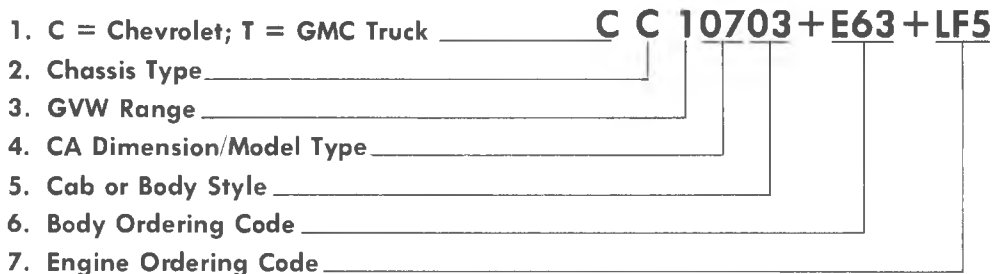 1. C = Chevrolet; T = GMC Truck C C 10703+E63+LF5
2. Chassis Type
3. GVW Range
4. CA Dimension/Model Type
5. Cab or Body Style
6. Body Ordering Code
7. Engine Ordering Code